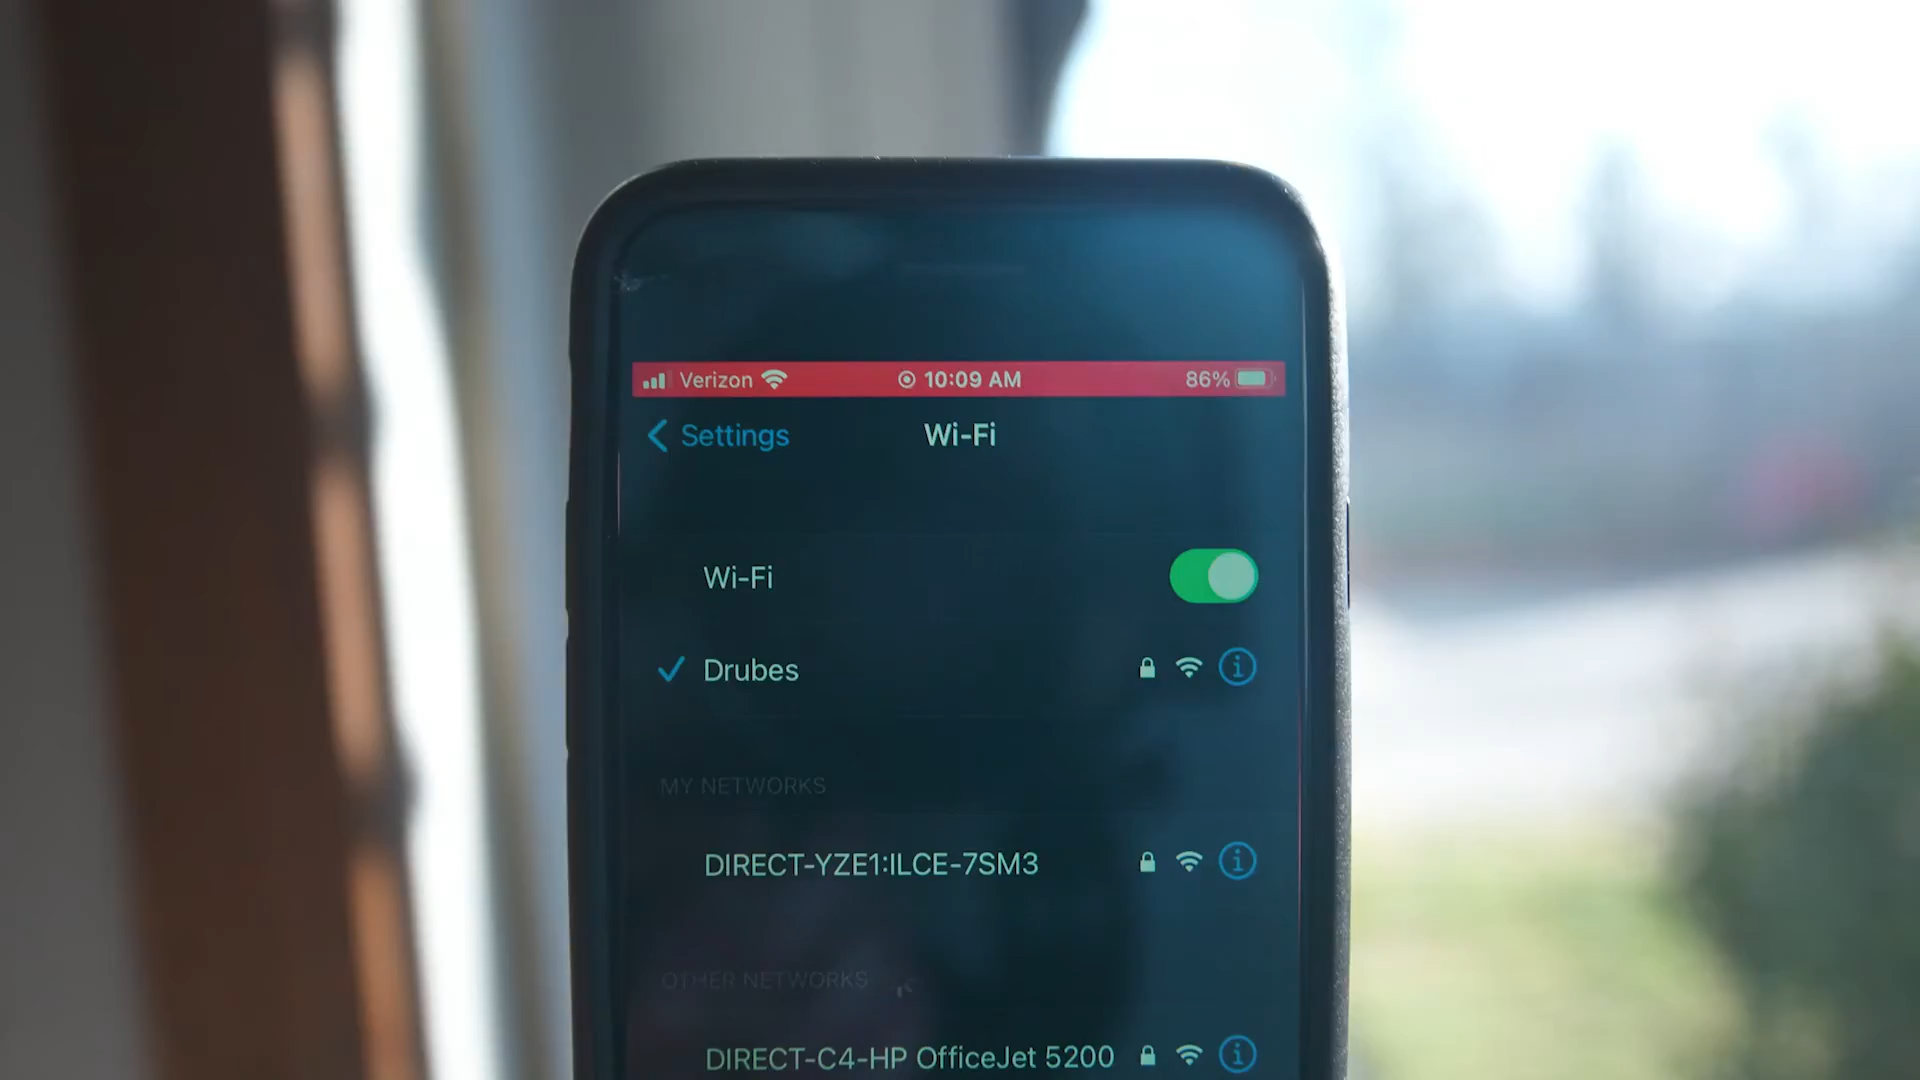 Verizon 10:09 AM 86%
Settings Wi-Fi
Wi-Fi
Drubes
MY NETWORKS
DIRECT-YZE1:ILCE-7SM3
OTHER NETWORKS
DIRECT-C4-HP OfficeJet 5200